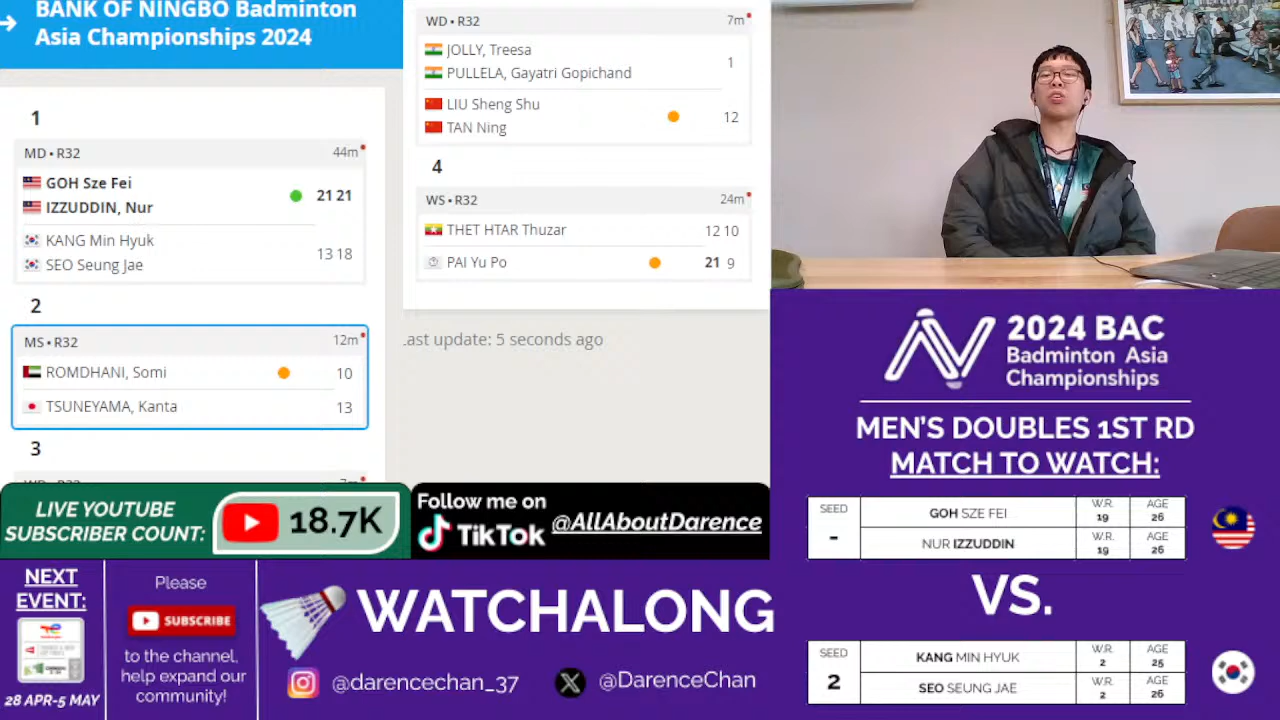 BANK OF NINGBO Badminton
Asia Championships 2024
1
MD • R32 44m
GOH Sze Fei
IZZUDDIN, Nur
21 21
KANG Min Hyuk
SEO Seung Jae
13 18
2
MS • R32 12m
ROMDHANI, Somi 10
TSUNEYAMA, Kanta 13
3
WD • R32 7m
JOLLY, Treesa
PULLELA, Gayatri Gopichand
1
LIU Sheng Shu
TAN Ning
12
4
WS • R32 24m
THET HTAR Thuzar 12 10
PAI Yu Po 21 9
ast update: 5 seconds ago
LIVE YOUTUBE
SUBSCRIBER COUNT:
18.7K
Follow me on
TikTok
@AllAboutDarence
NEXT
EVENT:
28 APR-5 MAY
Please
SUBSCRIBE
to the channel,
help expand our
community!
WATCHALONG
@darencechan_37
@DarenceChan
2024 BAC
Badminton Asia
Championships
MEN'S DOUBLES 1ST RD
MATCH TO WATCH:
SEED
-
GOH SZE FEI
W.R.
19
AGE
26
NUR IZZUDDIN
W.R.
19
AGE
26
VS.
SEED
2
KANG MIN HYUK
W.R.
2
AGE
25
SEO SEUNG JAE
W.R.
2
AGE
26